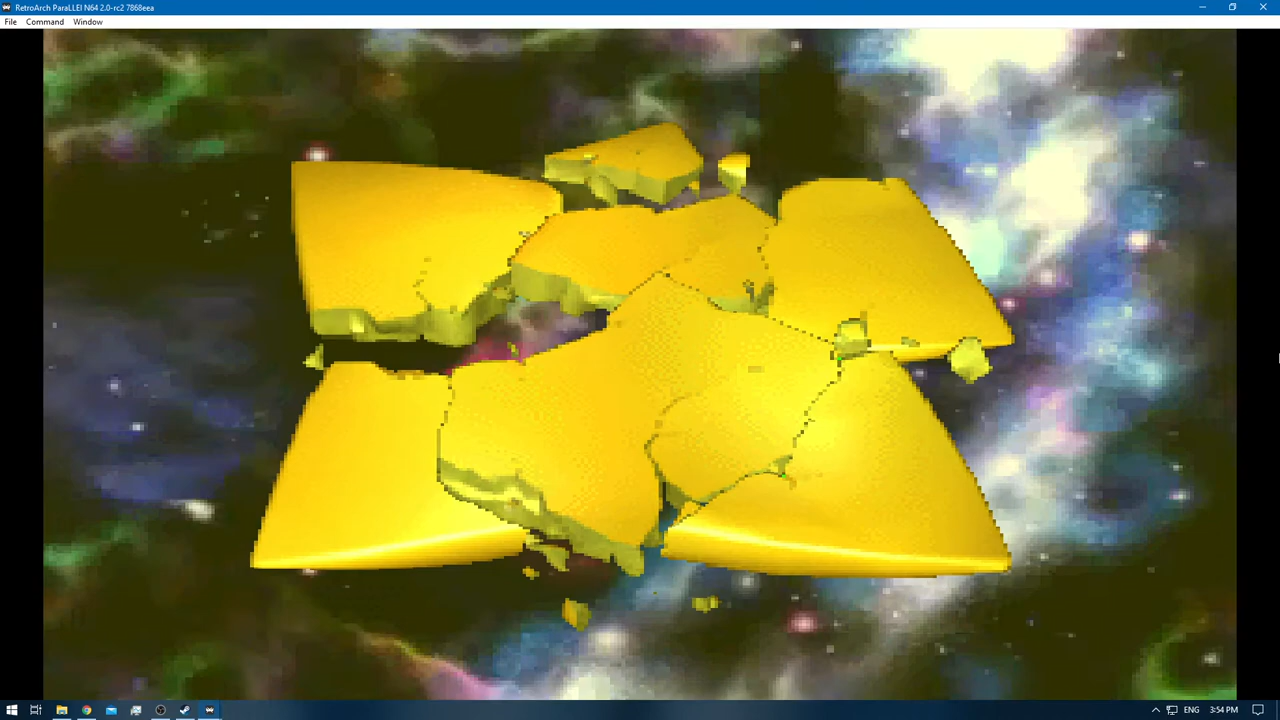 RetroArch ParaLLEl N64 2.0-rc2 7868eea
File Command Window
ENG 3:54 PM